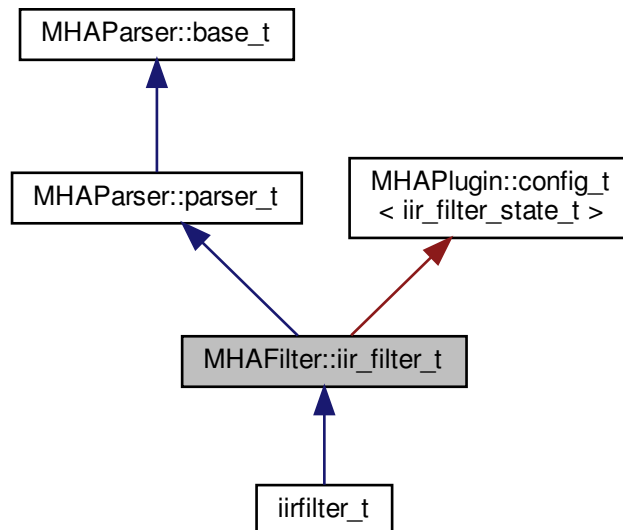 MHAParser::base_t
MHAParser::parser_t
MHAPlugin::config_t
< iir_filter_state_t >
MHAFilter::iir_filter_t
iirfilter_t